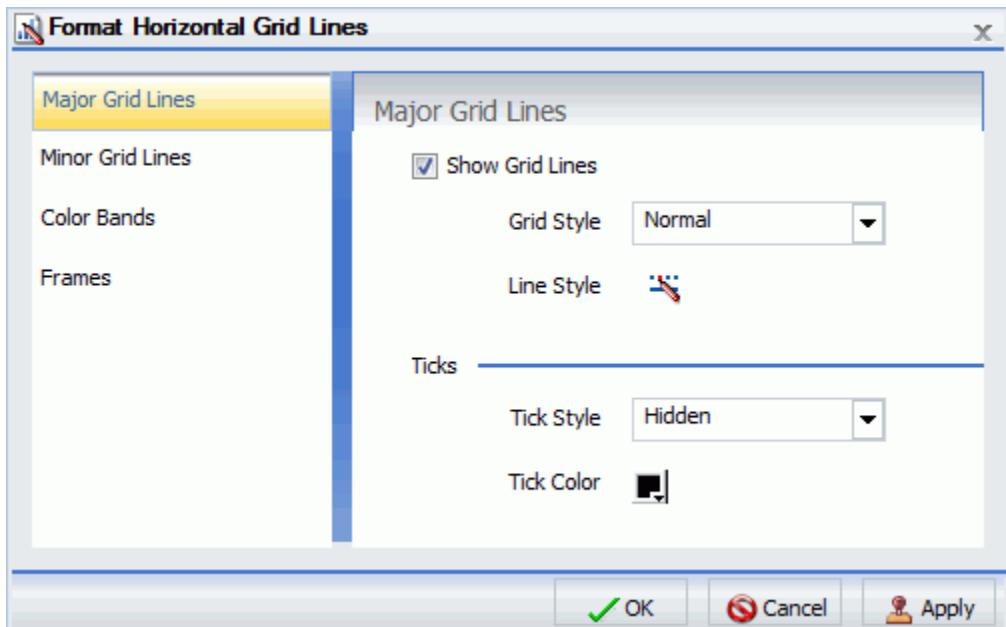 Format Horizontal Grid Lines
Major Grid Lines
Minor Grid Lines
Color Bands
Frames
Major Grid Lines
Show Grid Lines
Grid Style Normal
Line Style
Ticks
Tick Style Hidden
Tick Color
OK Cancel Apply